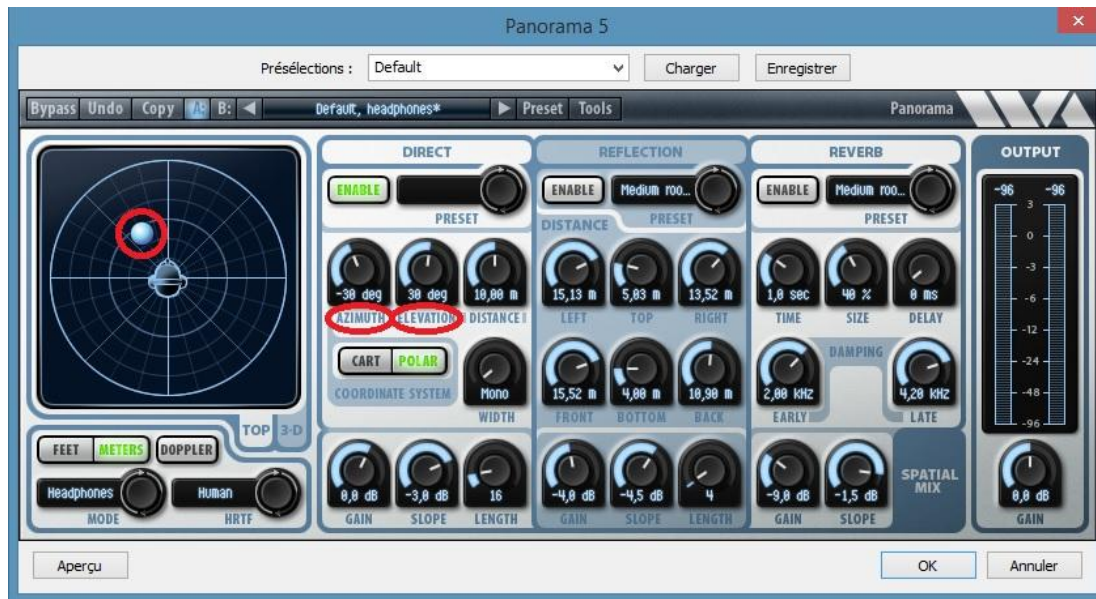 Panorama 5
Présélections : Default Charger Enregistrer
Bypass Undo Copy A: B: Default, headphones* Preset Tools Panorama
DIRECT REFLECTION REVERB OUTPUT
ENABLE ENABLE Medium roo... ENABLE Medium roo... -96 -96
PRESET PRESET PRESET 3
DISTANCE 0
-30 deg 30 deg 10,00 m 15,13 m 5,03 m 13,52 m 1,0 sec 40 % 0 ms -3
AZIMUTH ELEVATION DISTANCE LEFT TOP RIGHT TIME SIZE DELAY -6
-12
CART POLAR DAMPING -24
COORDINATE SYSTEM Mono 15,52 m 4,00 m 10,90 m 2,00 kHz 4,20 kHz -48
WIDTH FRONT BOTTOM BACK EARLY LATE -96
TOP 3-D
FEET METERS DOPPLER
Headphones Human 0,0 dB -3,0 dB 16 -4,0 dB -4,5 dB 4 -9,0 dB -1,5 dB SPATIAL MIX 0,0 dB
MODE HRTF GAIN SLOPE LENGTH GAIN SLOPE LENGTH GAIN SLOPE GAIN
Aperçu OK Annuler